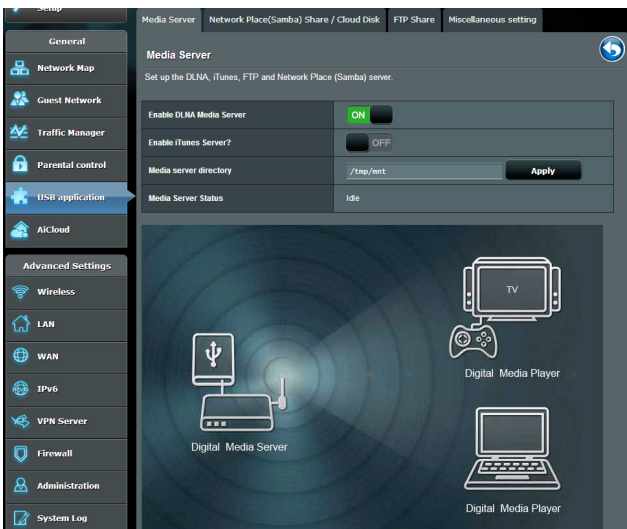 Setup
General
Network Map
Guest Network
Traffic Manager
Parental control
USB application
AiCloud
Advanced Settings
Wireless
LAN
WAN
IPv6
VPN Server
Firewall
Administration
System Log
Media Server
Network Place(Samba) Share / Cloud Disk
FTP Share
Miscellaneous setting
Media Server
Set up the DLNA, iTunes, FTP and Network Place (Samba) server.
Enable DLNA Media Server
ON
Enable iTunes Server?
OFF
Media server directory
/tmp/mnt
Apply
Media Server Status
Idle
TV
Digital Media Player
Digital Media Server
Digital Media Player